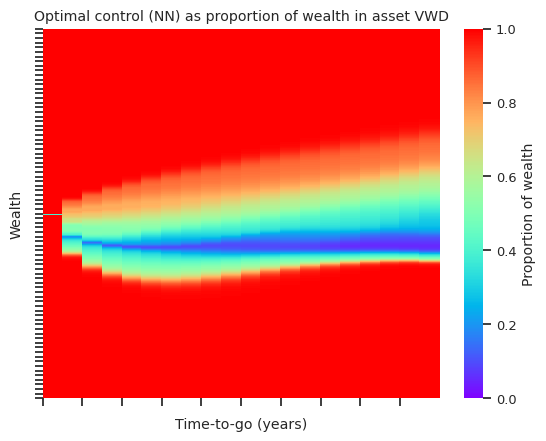 Optimal control (NN) as proportion of wealth in asset VWD
Wealth
Time-to-go (years)
1.0
0.8
0.6
0.4
0.2
0.0
Proportion of wealth